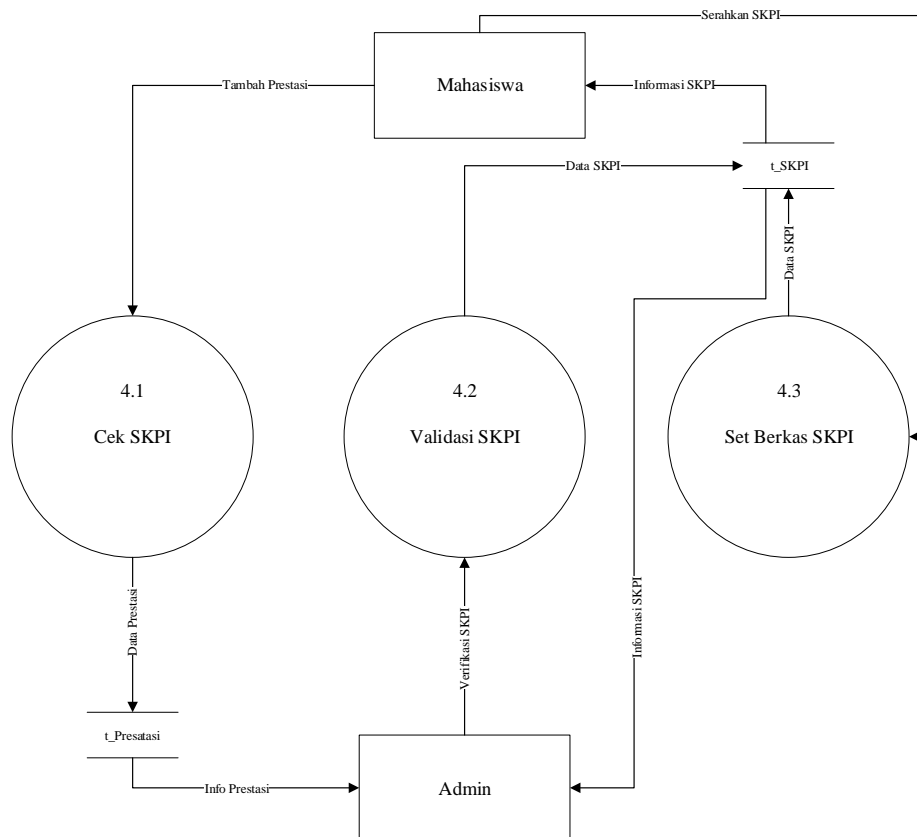 Serahkan SKPI
Mahasiswa
Tambah Prestasi
Informasi SKPI
Data SKPI
t_SKPI
Data SKPI
4.1
Cek SKPI
4.2
Validasi SKPI
4.3
Set Berkas SKPI
Data Prestasi
Verifikasi SKPI
Informasi SKPI
t_Presatasi
Info Prestasi
Admin